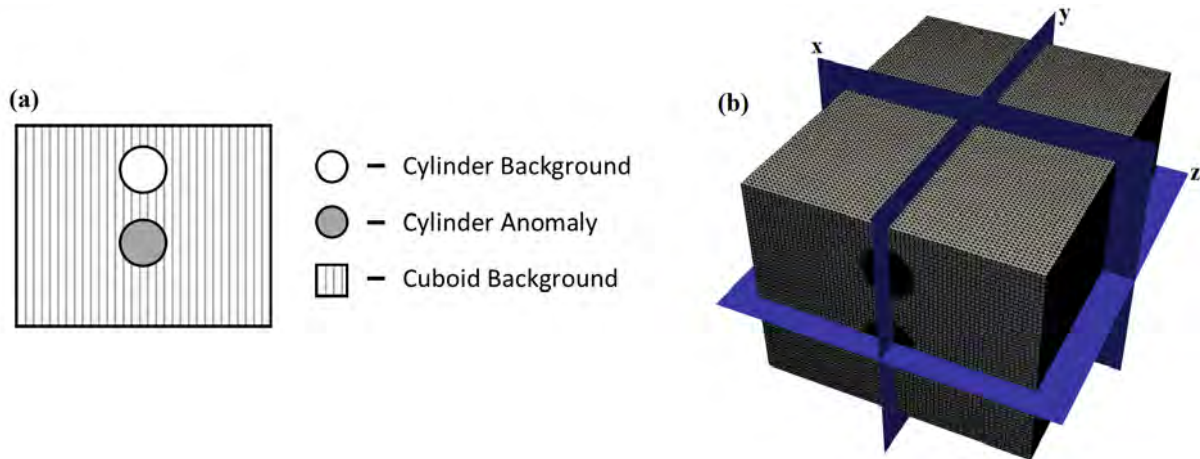 (a)
– Cylinder Background
– Cylinder Anomaly
– Cuboid Background
(b)
x
y
z